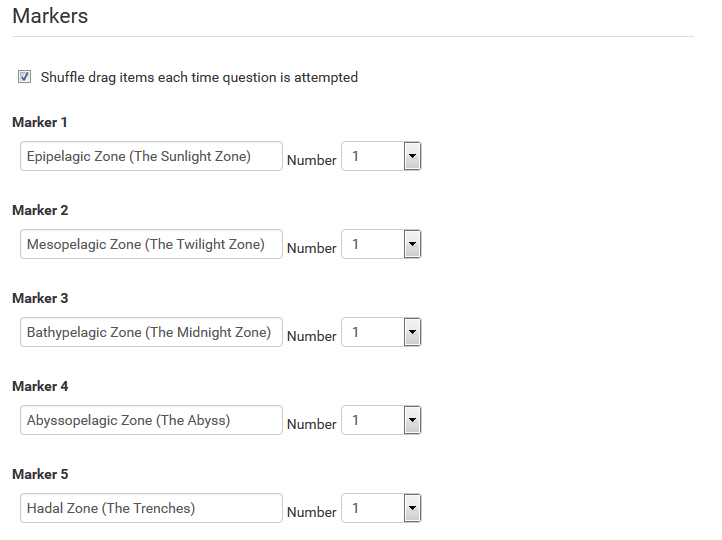 Markers
Shuffle drag items each time question is attempted
Marker 1
Epipelagic Zone (The Sunlight Zone) Number 1
Marker 2
Mesopelagic Zone (The Twilight Zone) Number 1
Marker 3
Bathypelagic Zone (The Midnight Zone) Number 1
Marker 4
Abyssopelagic Zone (The Abyss) Number 1
Marker 5
Hadal Zone (The Trenches) Number 1